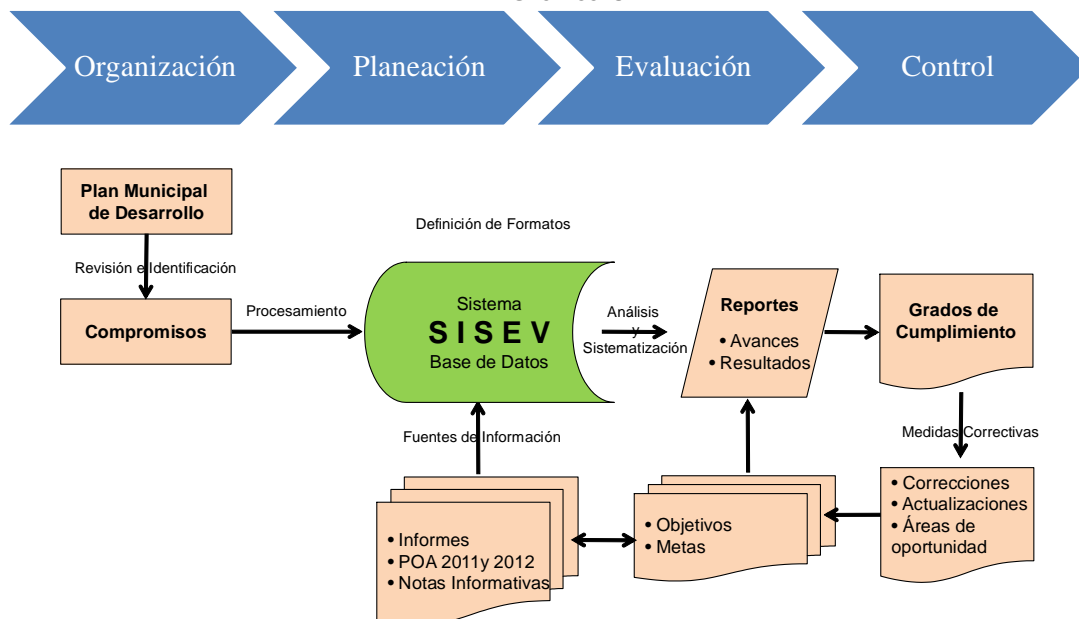 Organización
Planeación
Evaluación
Control
Plan Municipal
de Desarrollo
Definición de Formatos
Revisión e Identificación
Compromisos
Procesamiento
Sistema
S I S E V
Base de Datos
Análisis
y
Sistematización
Reportes
• Avances
• Resultados
Grados de
Cumplimiento
Fuentes de Información
Medidas Correctivas
• Informes
• POA 2011y 2012
• Notas Informativas
• Objetivos
• Metas
• Correcciones
• Actualizaciones
• Áreas de
oportunidad